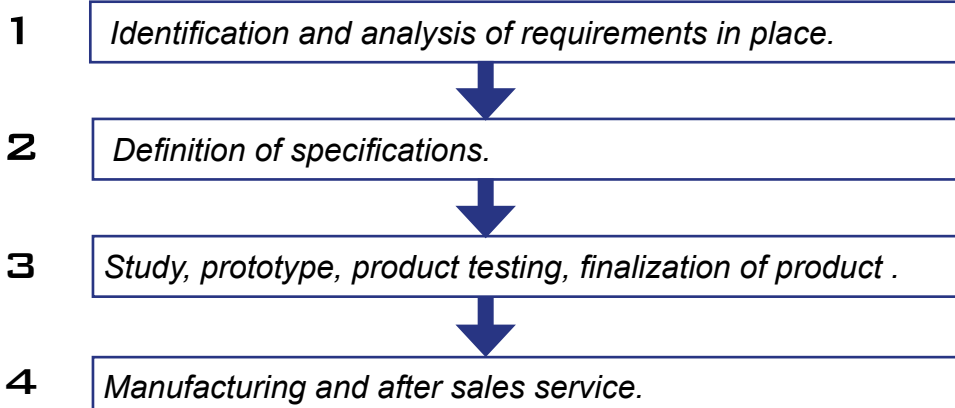 1 Identification and analysis of requirements in place.
2 Definition of specifications.
3 Study, prototype, product testing, finalization of product .
4 Manufacturing and after sales service.